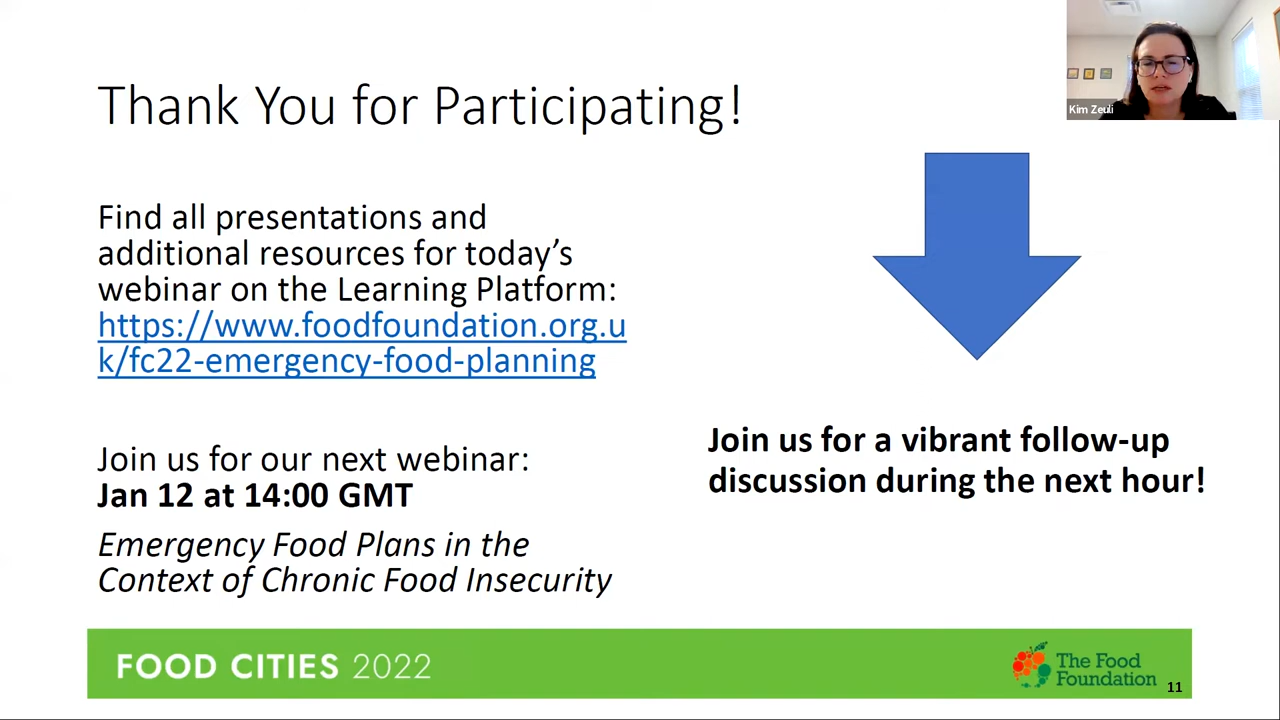 Thank You for Participating!
Kim Zeuli
Find all presentations and
additional resources for today’s
webinar on the Learning Platform:
https://www.foodfoundation.org.u
k/fc22-emergency-food-planning
Join us for our next webinar:
Jan 12 at 14:00 GMT
Emergency Food Plans in the
Context of Chronic Food Insecurity
Join us for a vibrant follow-up
discussion during the next hour!
FOOD CITIES 2022
The Food
Foundation
11